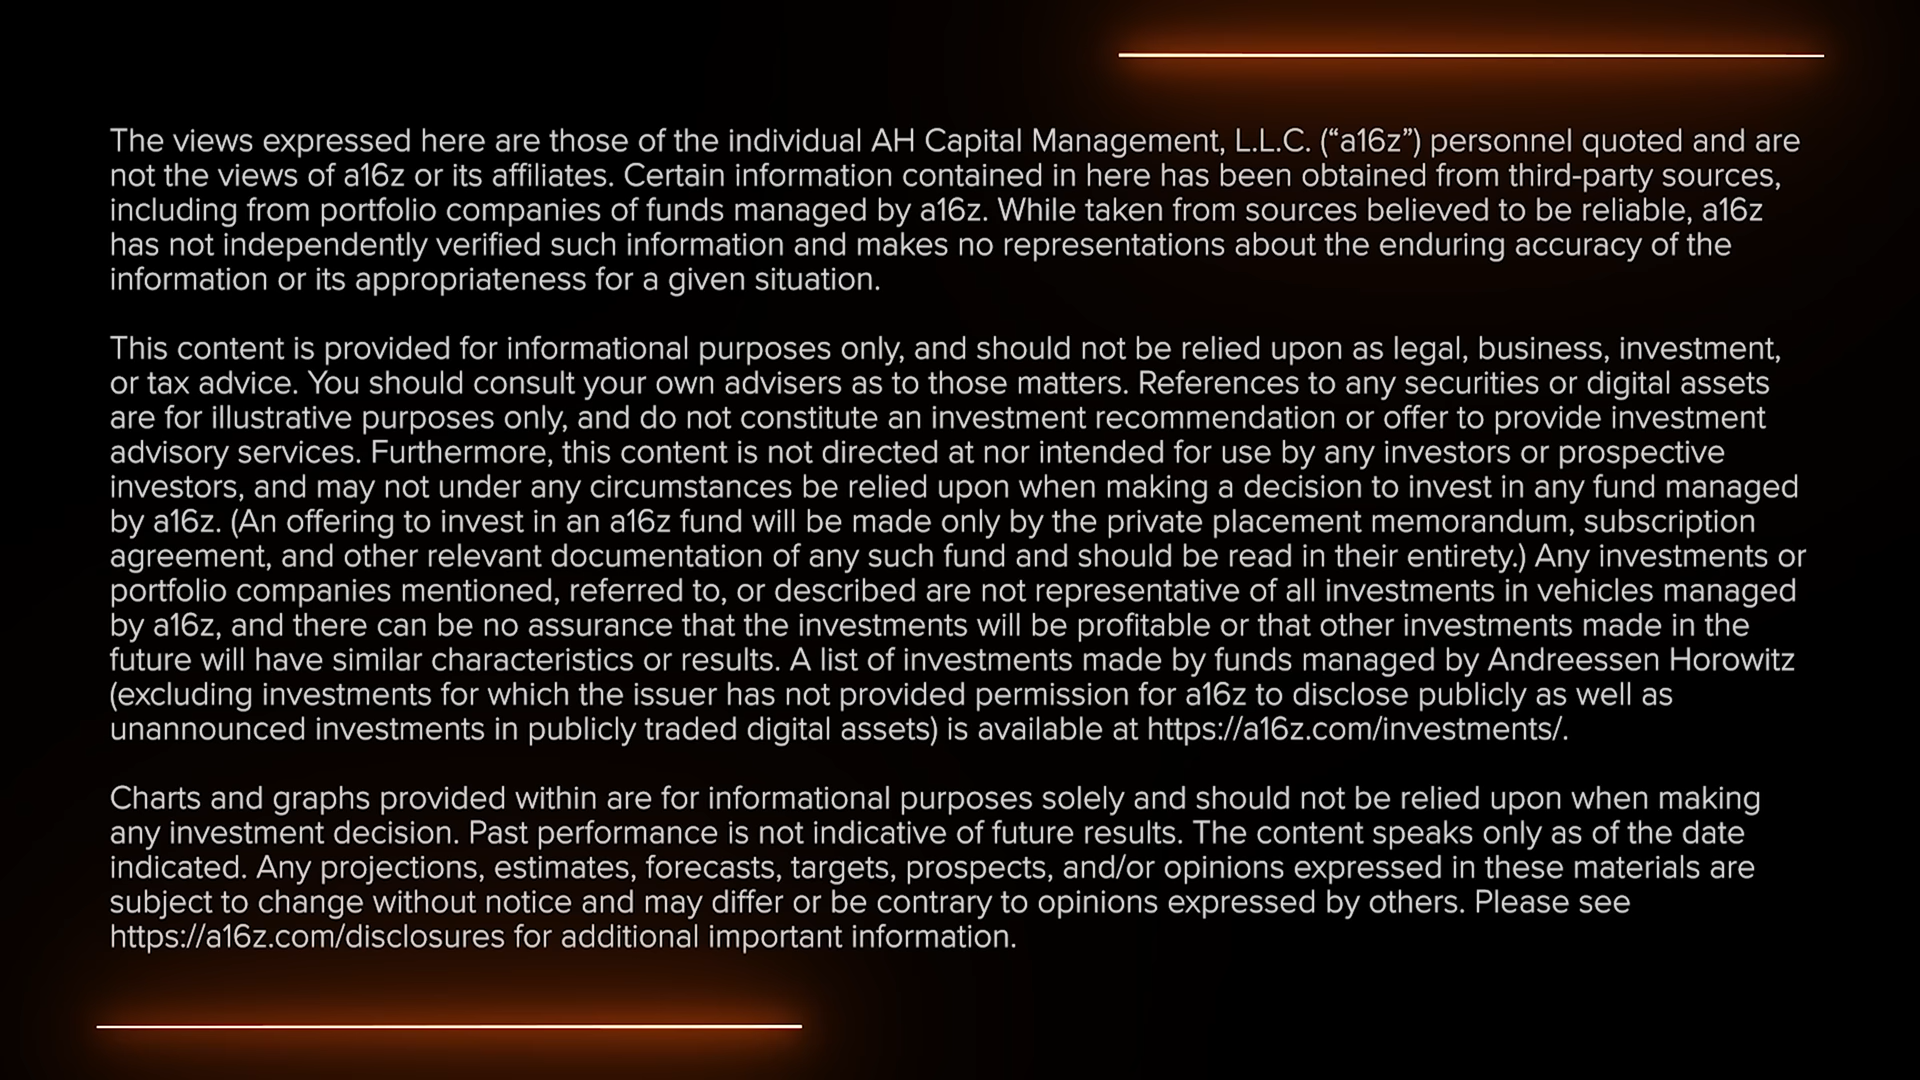 The views expressed here are those of the individual AH Capital Management, L.L.C. (“a16z”) personnel quoted and are
not the views of a16z or its affiliates. Certain information contained in here has been obtained from third-party sources,
including from portfolio companies of funds managed by a16z. While taken from sources believed to be reliable, a16z
has not independently verified such information and makes no representations about the enduring accuracy of the
information or its appropriateness for a given situation.
This content is provided for informational purposes only, and should not be relied upon as legal, business, investment,
or tax advice. You should consult your own advisers as to those matters. References to any securities or digital assets
are for illustrative purposes only, and do not constitute an investment recommendation or offer to provide investment
advisory services. Furthermore, this content is not directed at nor intended for use by any investors or prospective
investors, and may not under any circumstances be relied upon when making a decision to invest in any fund managed
by a16z. (An offering to invest in an a16z fund will be made only by the private placement memorandum, subscription
agreement, and other relevant documentation of any such fund and should be read in their entirety.) Any investments or
portfolio companies mentioned, referred to, or described are not representative of all investments in vehicles managed
by a16z, and there can be no assurance that the investments will be profitable or that other investments made in the
future will have similar characteristics or results. A list of investments made by funds managed by Andreessen Horowitz
(excluding investments for which the issuer has not provided permission for a16z to disclose publicly as well as
unannounced investments in publicly traded digital assets) is available at https://a16z.com/investments/.
Charts and graphs provided within are for informational purposes solely and should not be relied upon when making
any investment decision. Past performance is not indicative of future results. The content speaks only as of the date
indicated. Any projections, estimates, forecasts, targets, prospects, and/or opinions expressed in these materials are
subject to change without notice and may differ or be contrary to opinions expressed by others. Please see
https://a16z.com/disclosures for additional important information.